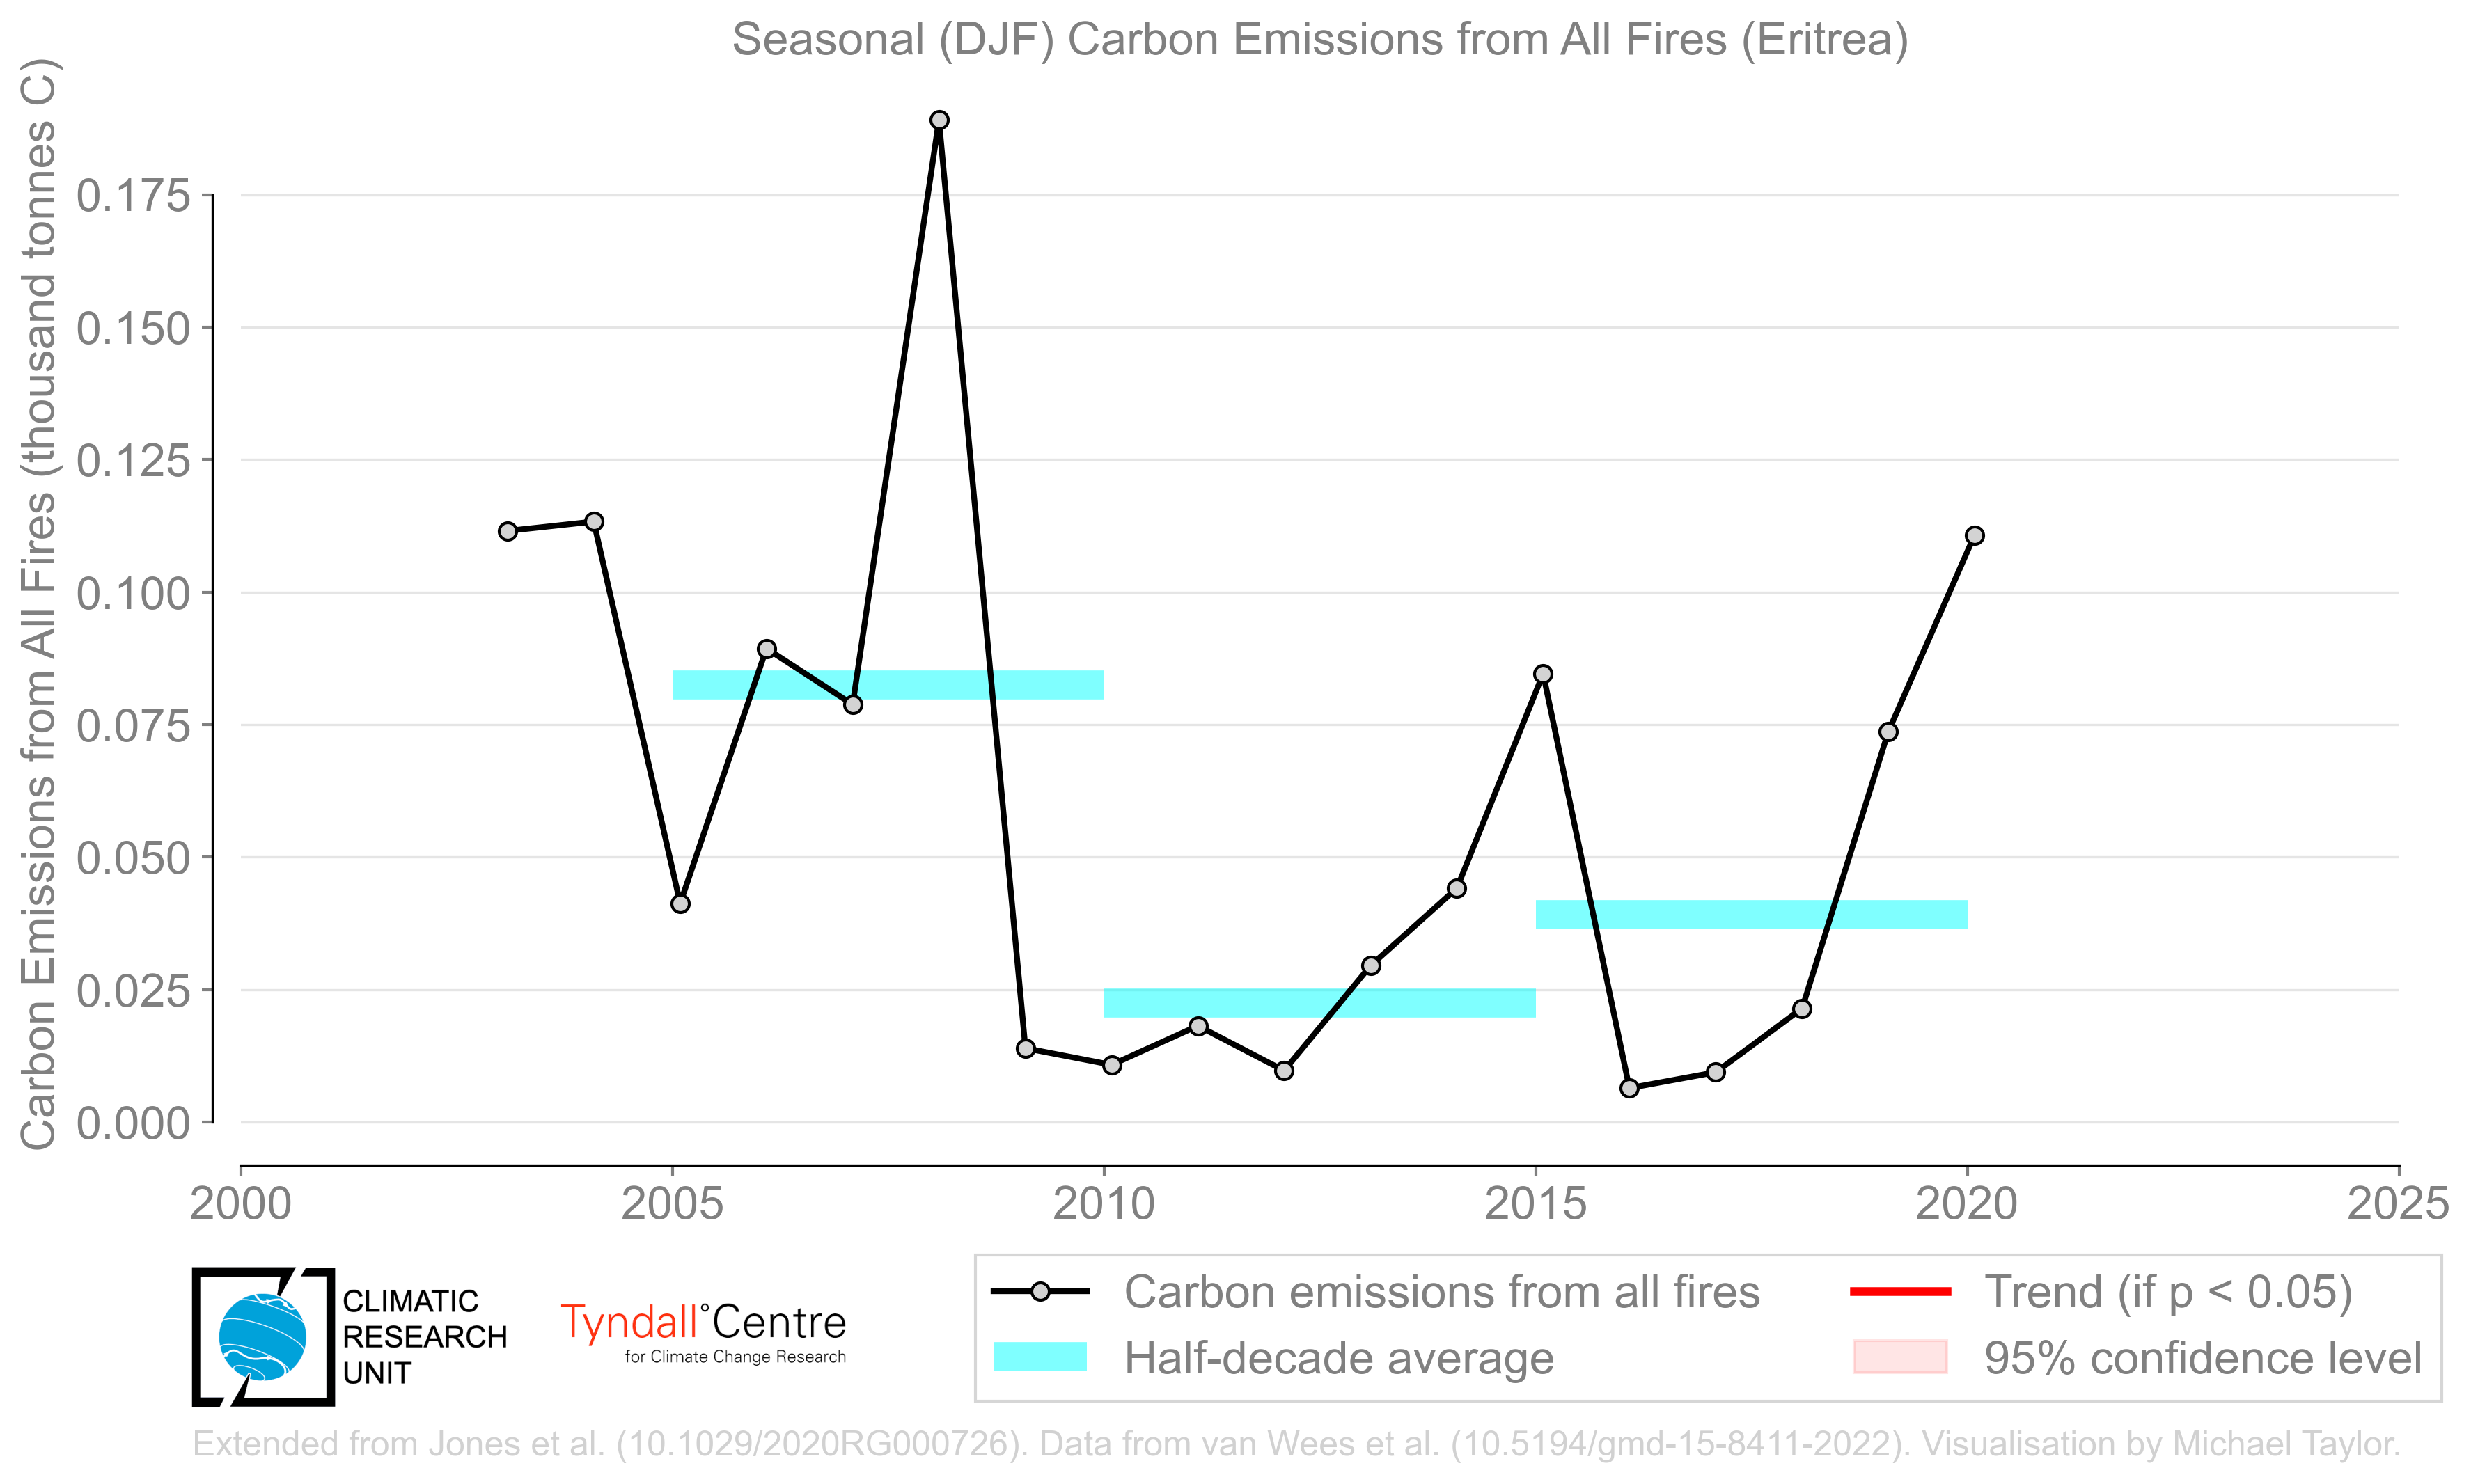 Seasonal (DJF) Carbon Emissions from All Fires (Eritrea)
Carbon Emissions from All Fires (thousand tonnes C)
0.175
0.150
0.125
0.100
0.075
0.050
0.025
0.000
2000 2005 2010 2015 2020 2025
CLIMATIC
RESEARCH
UNIT
Tyndall°Centre
for Climate Change Research
Carbon emissions from all fires
Half-decade average
Trend (if p < 0.05)
95% confidence level
Extended from Jones et al. (10.1029/2020RG000726). Data from van Wees et al. (10.5194/gmd-15-8411-2022). Visualisation by Michael Taylor.